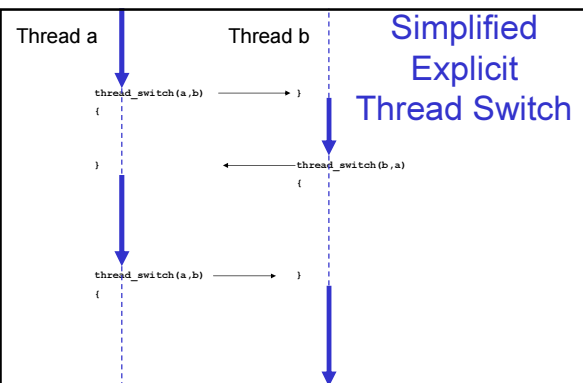 Thread a
Thread b
Simplified
Explicit
Thread Switch
thread_switch(a,b)
}
{
}
thread_switch(b,a)
{
thread_switch(a,b)
}
{